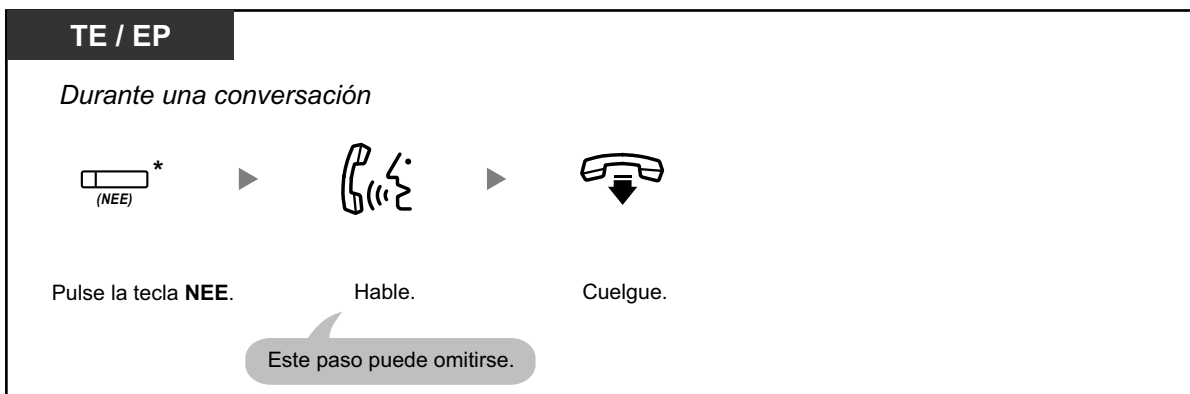 TE / EP
Durante una conversación
*
(NEE)
Pulse la tecla NEE.
Hable.
Cuelgue.
Este paso puede omitirse.